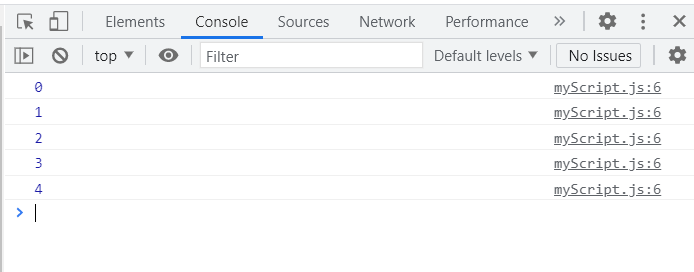 Elements Console Sources Network Performance »
top ▼ Filter Default levels ▼ No Issues
0 myScript.js:6
1 myScript.js:6
2 myScript.js:6
3 myScript.js:6
4 myScript.js:6
>